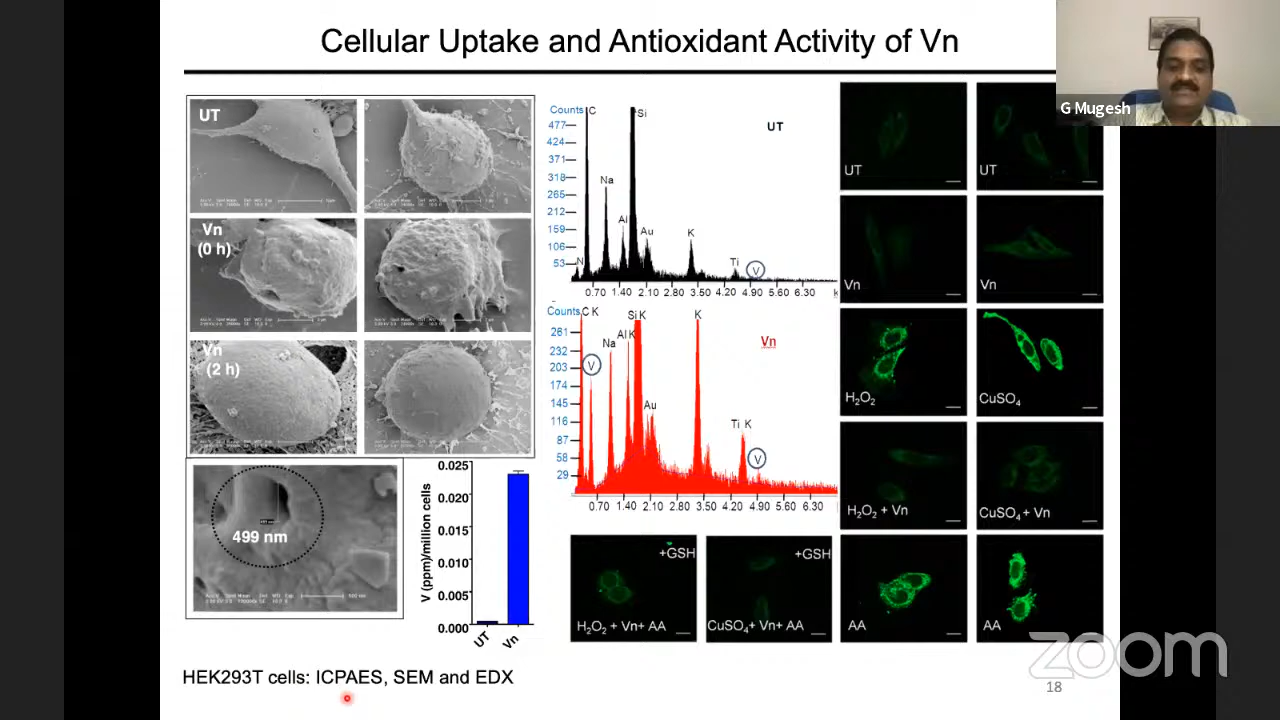 Cellular Uptake and Antioxidant Activity of Vn
G Mugesh
UT
Vn
(0 h)
Vn
(2 h)
499 nm
V (ppm)/million cells
0.025
0.020
0.015
0.010
0.005
0.000
UT
Vn
Counts
477
424
371
318
265
212
159
106
53
C
Si
Na
Al
Au
K
N
Ti
V
UT
0.70 1.40 2.10 2.80 3.50 4.20 4.90 5.60 6.30
Counts
261
232
203
174
145
116
87
58
29
C K
Si K
Al K
Na
V
Au
K
Ti K
V
Vn
0.70 1.40 2.10 2.80 3.50 4.20 4.90 5.60 6.30
UT
UT
Vn
Vn
H2O2
CuSO4
H2O2 + Vn
CuSO4 + Vn
+GSH
H2O2 + Vn+ AA
+GSH
CuSO4+ Vn+ AA
AA
AA
HEK293T cells: ICPAES, SEM and EDX
zoom
18